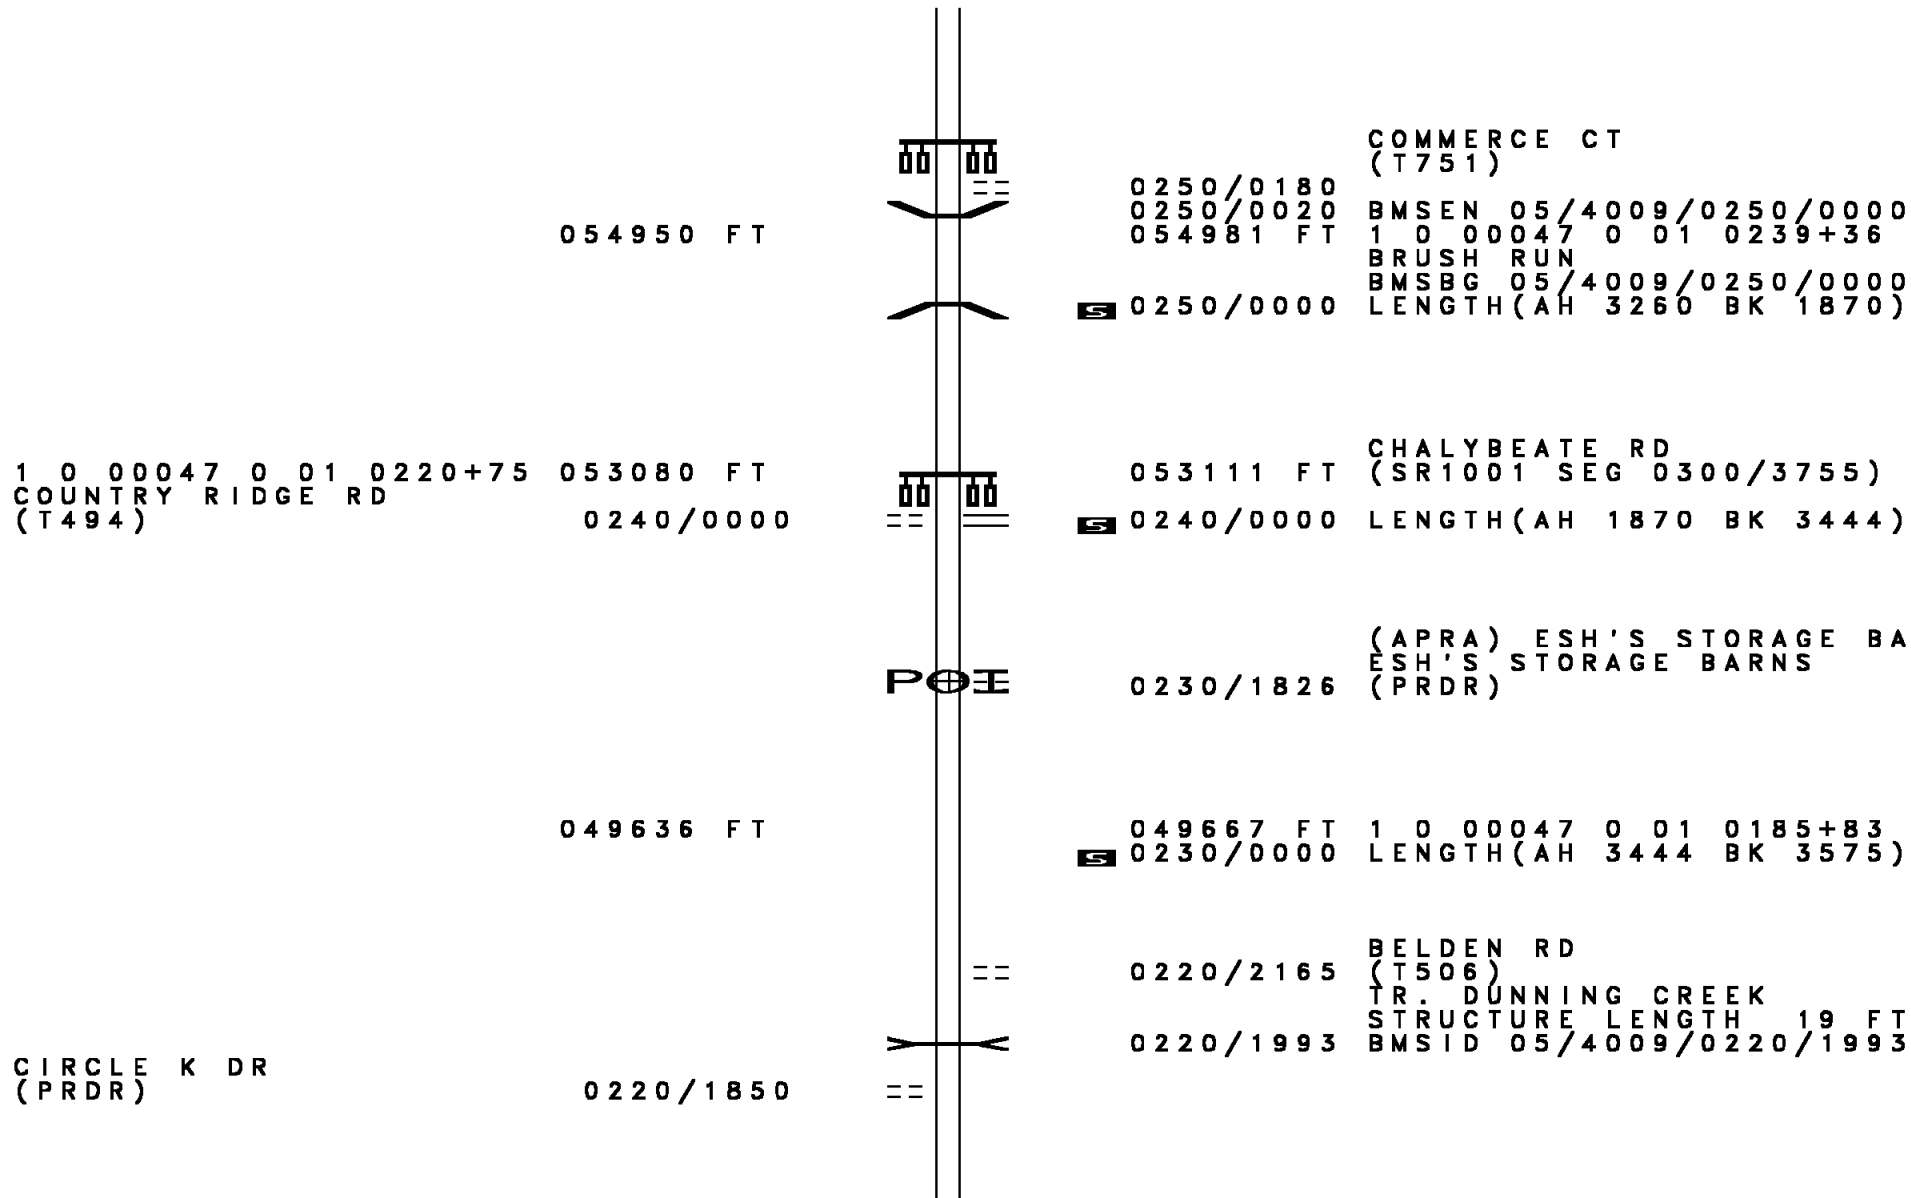 COMMERCE CT
(T751)
0250/0180
0250/0020 BMSEN 05/4009/0250/0000
054950 FT 054981 FT 1 0 00047 0 01 0239+36
BRUSH RUN
BMSBG 05/4009/0250/0000
S 0250/0000 LENGTH(AH 3260 BK 1870)
CHALYBEATE RD
1 0 00047 0 01 0220+75 053080 FT 053111 FT (SR1001 SEG 0300/3755)
COUNTRY RIDGE RD
(T494) 0240/0000 S 0240/0000 LENGTH(AH 1870 BK 3444)
(APRA) ESH'S STORAGE BA
ESH'S STORAGE BARNS
POI 0230/1826 (PRDR)
049636 FT 049667 FT 1 0 00047 0 01 0185+83
S 0230/0000 LENGTH(AH 3444 BK 3575)
BELDEN RD
0220/2165 (T506)
TR. DUNNING CREEK
STRUCTURE LENGTH 19 FT
0220/1993 BMSID 05/4009/0220/1993
CIRCLE K DR
(PRDR) 0220/1850